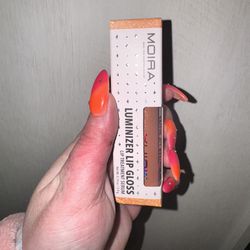 MOIRA
LUMINIZER LIP GLOSS
LIP TREATMENT SERUM